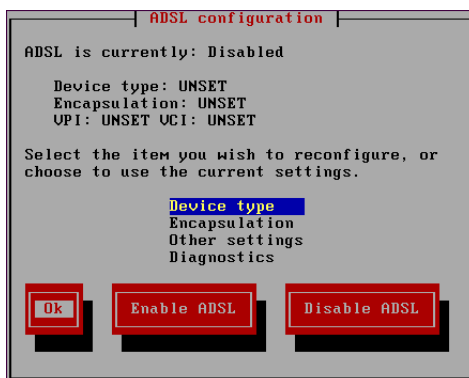 ADSL configuration
ADSL is currently: Disabled
Device type: UNSET
Encapsulation: UNSET
VPI: UNSET VCI: UNSET
Select the item you wish to reconfigure, or
choose to use the current settings.
Device type
Encapsulation
Other settings
Diagnostics
Ok Enable ADSL Disable ADSL